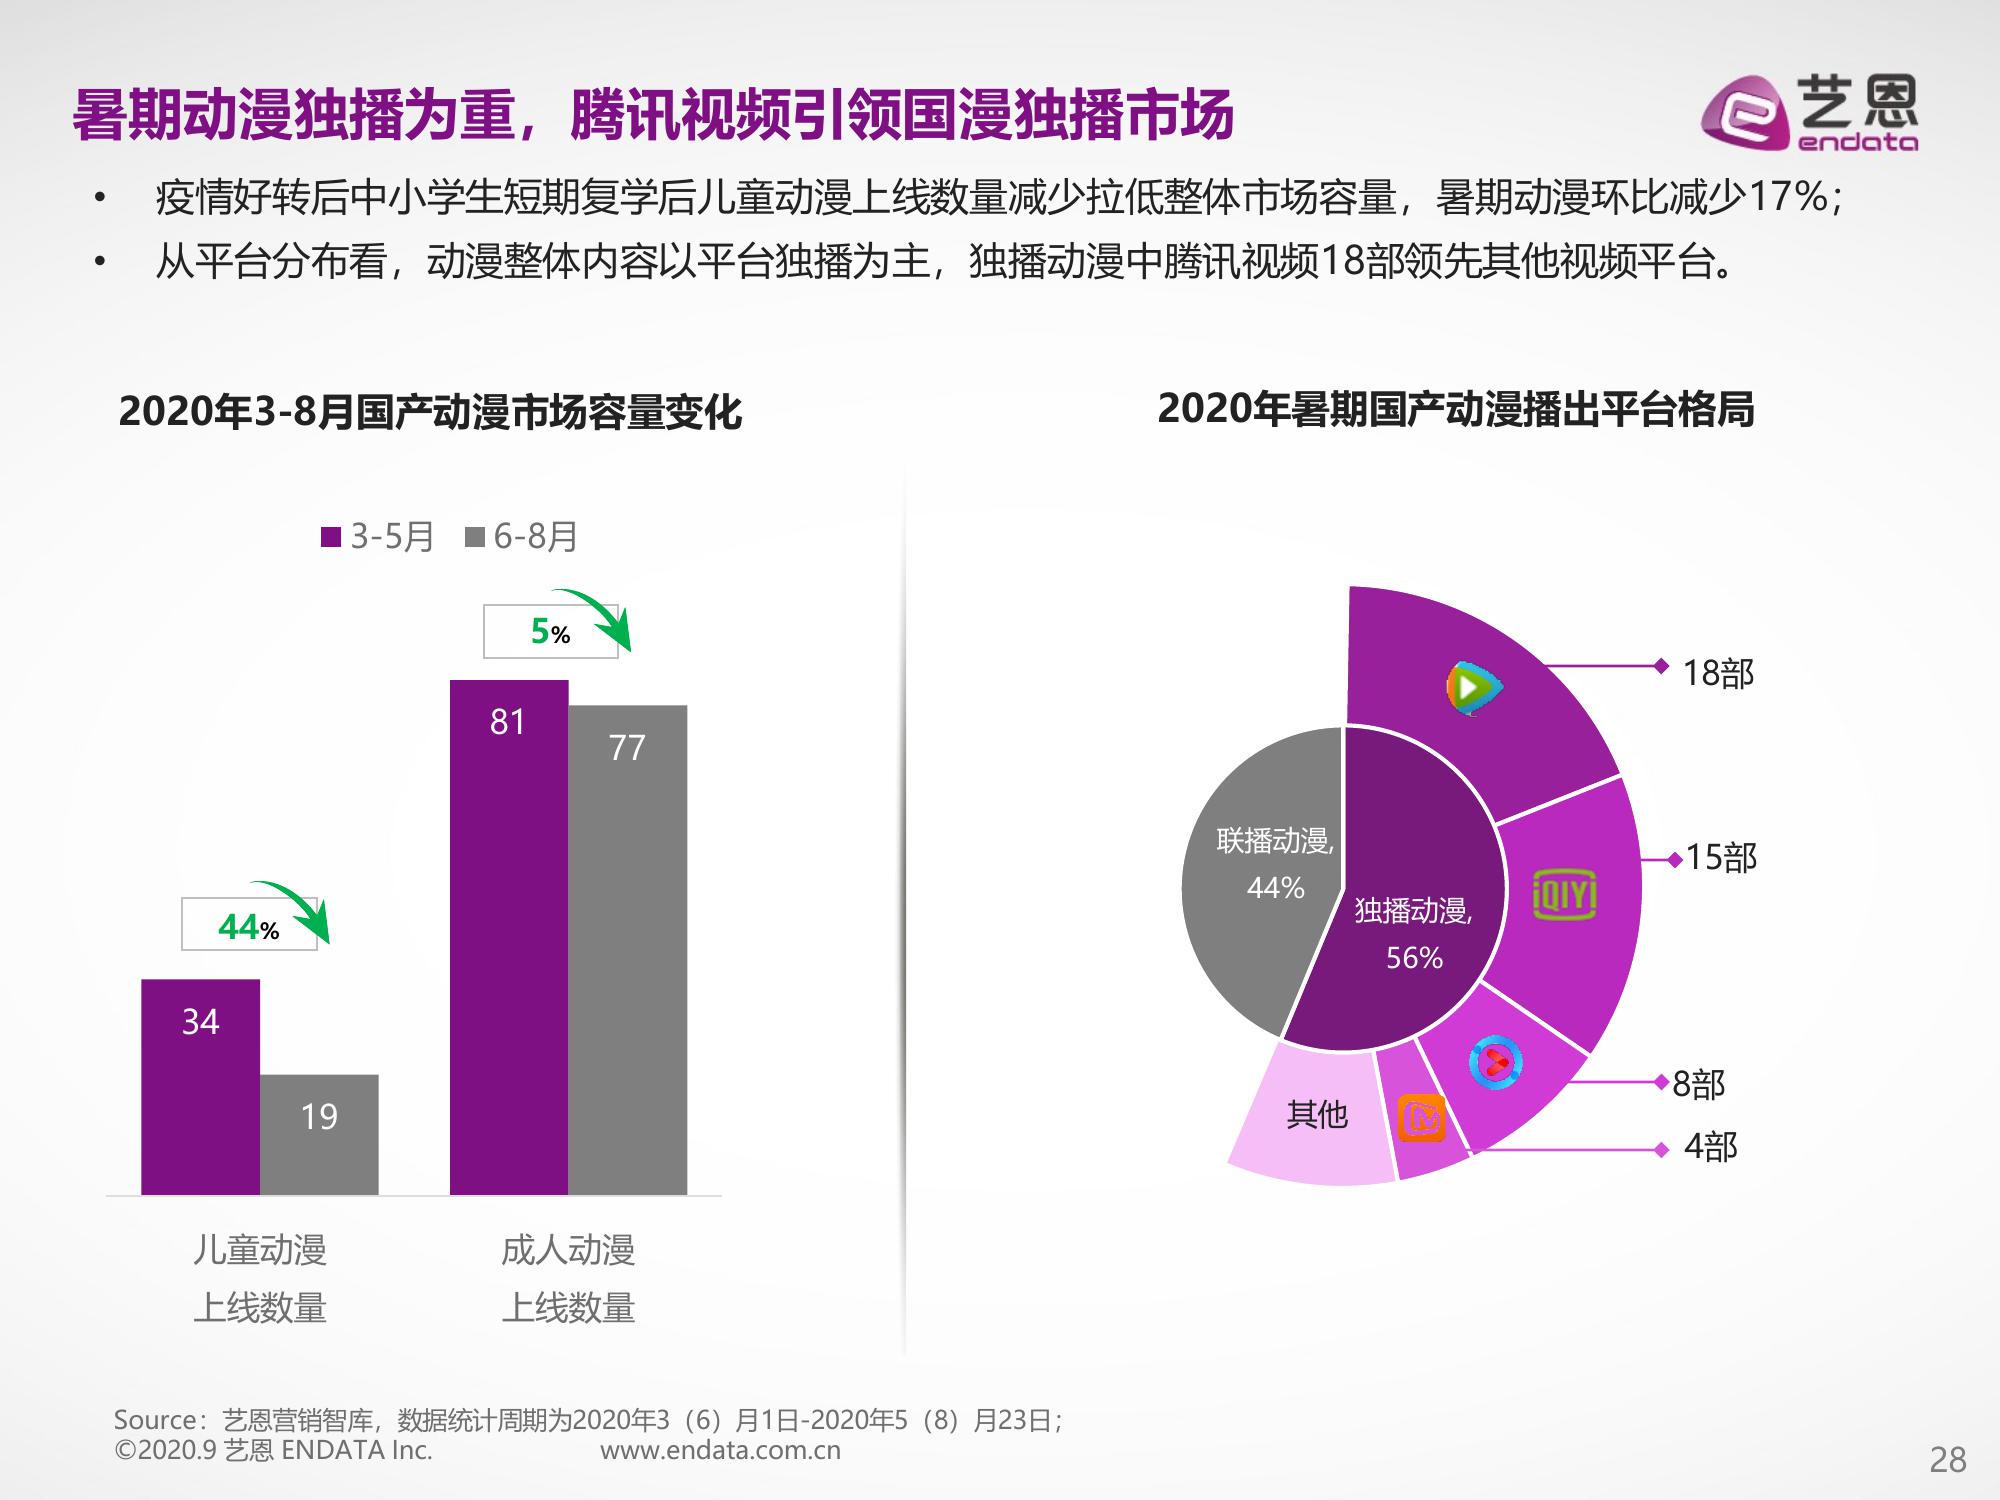 暑期动漫独播为重，腾讯视频引领国漫独播市场
艺恩
endata
• 疫情好转后中小学生短期复学后儿童动漫上线数量减少拉低整体市场容量，暑期动漫环比减少17%；
• 从平台分布看，动漫整体内容以平台独播为主，独播动漫中腾讯视频18部领先其他视频平台。
2020年3-8月国产动漫市场容量变化
3-5月 6-8月
5%
81
77
44%
34
19
儿童动漫
上线数量
成人动漫
上线数量
2020年暑期国产动漫播出平台格局
18部
15部
iQIYI
联播动漫,
44%
独播动漫,
56%
8部
4部
其他
Source：艺恩营销智库，数据统计周期为2020年3（6）月1日-2020年5（8）月23日；
©2020.9 艺恩 ENDATA Inc. www.endata.com.cn
28